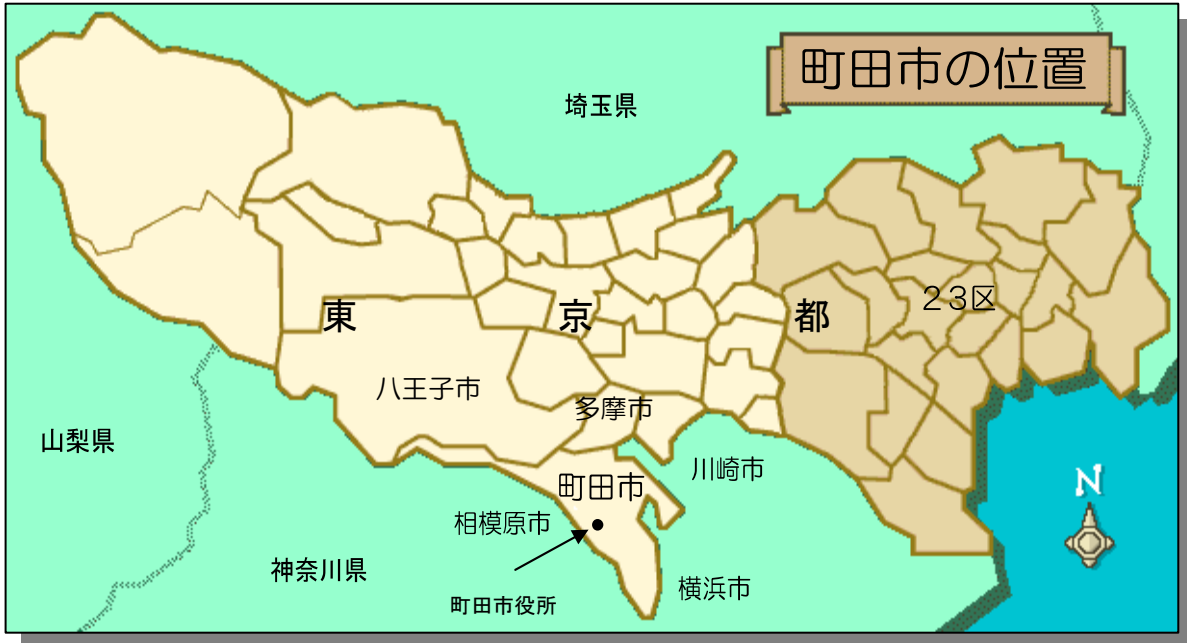 町田市の位置
埼玉県
２３区
東京都
八王子市
多摩市
山梨県
川崎市
町田市
相模原市
神奈川県
横浜市
町田市役所
N